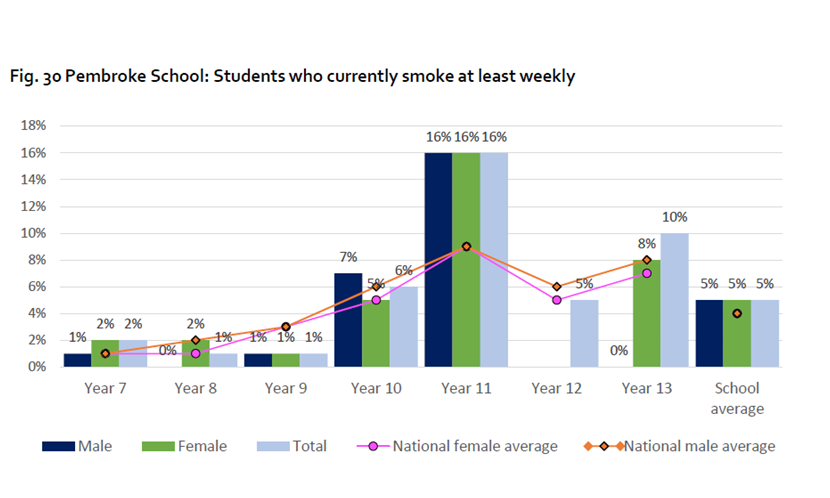 Fig. 30 Pembroke School: Students who currently smoke at least weekly
18%
16%
14%
12%
10%
8%
6%
4%
2%
0%
1% 2% 2%
0% 2% 1%
1% 1% 1%
7% 5% 6%
16% 16% 16%
5%
0% 8% 10%
5% 5% 5%
Year 7 Year 8 Year 9 Year 10 Year 11 Year 12 Year 13 School
average
Male Female Total National female average National male average